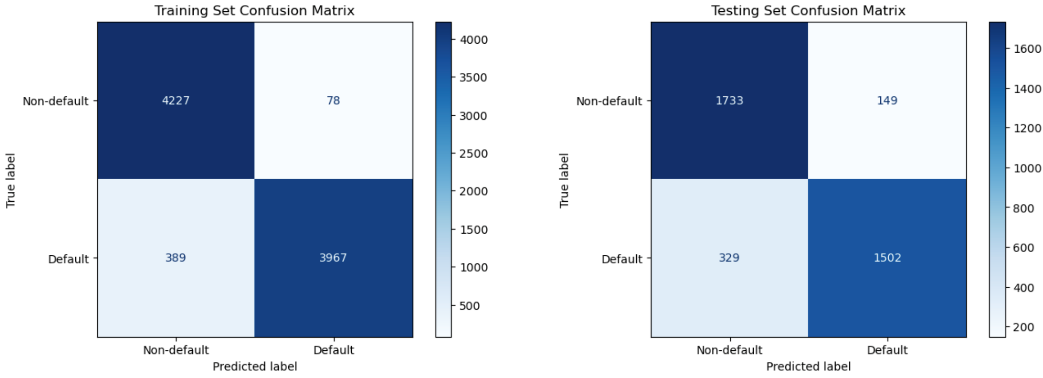 Training Set Confusion Matrix
Non-default
4227
78
Default
389
3967
Non-default
Default
Predicted label
True label
4000
3500
3000
2500
2000
1500
1000
500
Testing Set Confusion Matrix
Non-default
1733
149
Default
329
1502
Non-default
Default
Predicted label
True label
1600
1400
1200
1000
800
600
400
200